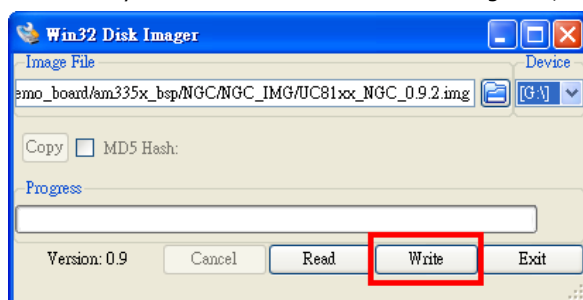 Win32 Disk Imager
Image File
Device
emo_board/am335x_bsp/NGC/NGC_IMG/UC81xx_NGC_0.9.2.img
[G:\]
Copy
MD5 Hash:
Progress
Version: 0.9
Cancel
Read
Write
Exit